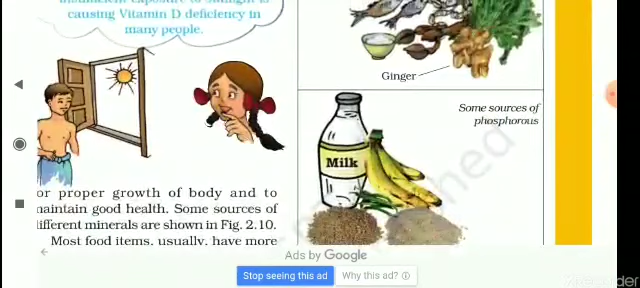 causing Vitamin D deficiency in
many people.
Ginger
Some sources of
phosphorous
Milk
or proper growth of body and to
maintain good health. Some sources of
different minerals are shown in Fig. 2.10.
Most food items, usually, have more
Ads by Google
Stop seeing this ad
Why this ad?